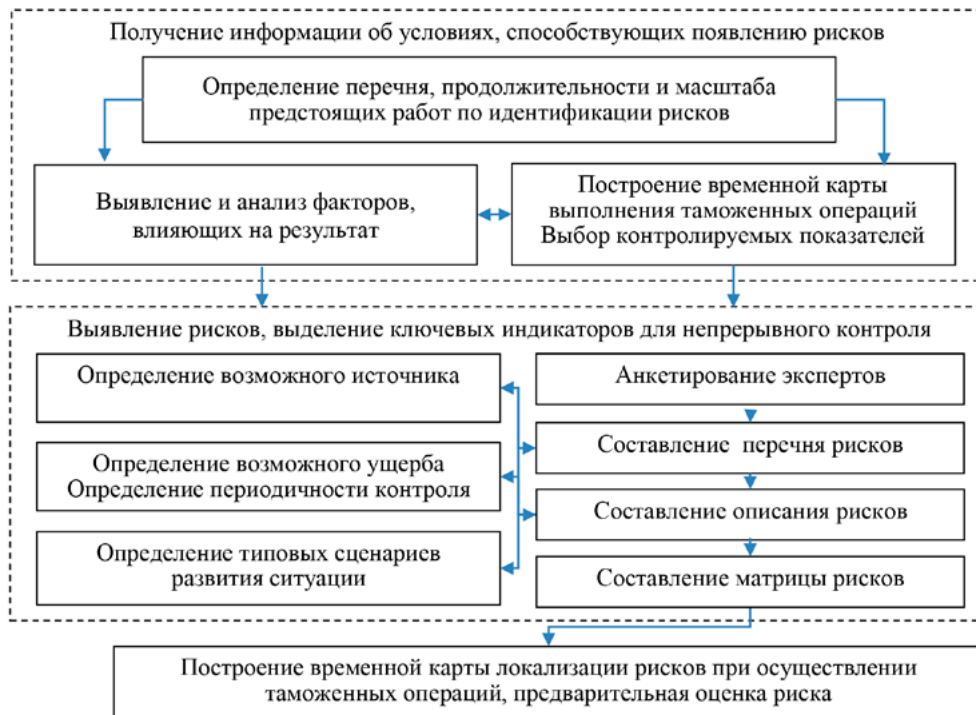 Получение информации об условиях, способствующих появлению рисков
Определение перечня, продолжительности и масштаба
предстоящих работ по идентификации рисков
Выявление и анализ факторов,
влияющих на результат
Построение временной карты
выполнения таможенных операций
Выбор контролируемых показателей
Выявление рисков, выделение ключевых индикаторов для непрерывного контроля
Определение возможного источника
Определение возможного ущерба
Определение периодичности контроля
Определение типовых сценариев
развития ситуации
Анкетирование экспертов
Составление перечня рисков
Составление описания рисков
Составление матрицы рисков
Построение временной карты локализации рисков при осуществлении
таможенных операций, предварительная оценка риска